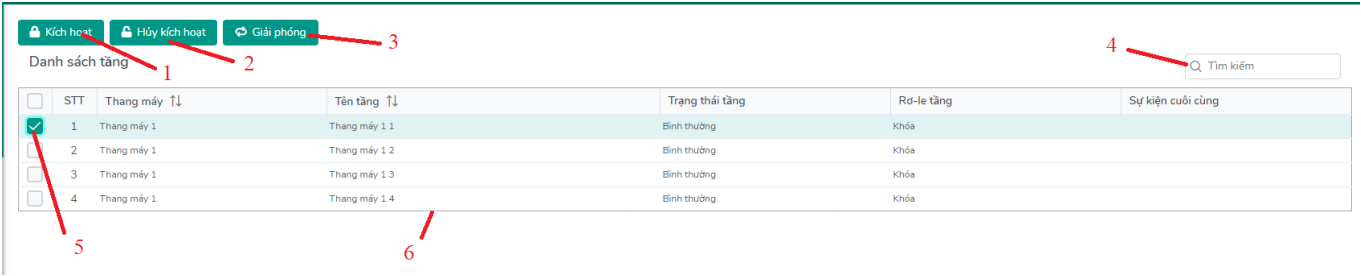 Kích hoạt Hủy kích hoạt Giải phóng 3
4
Danh sách tầng 1 2 Tìm kiếm
STT Thang máy Tên tầng Trạng thái tầng Rơ-le tầng Sự kiện cuối cùng
1 Thang máy 1 Thang máy 1 1 Bình thường Khóa
2 Thang máy 1 Thang máy 1 2 Bình thường Khóa
3 Thang máy 1 Thang máy 1 3 Bình thường Khóa
4 Thang máy 1 Thang máy 1 4 Bình thường Khóa
5 6